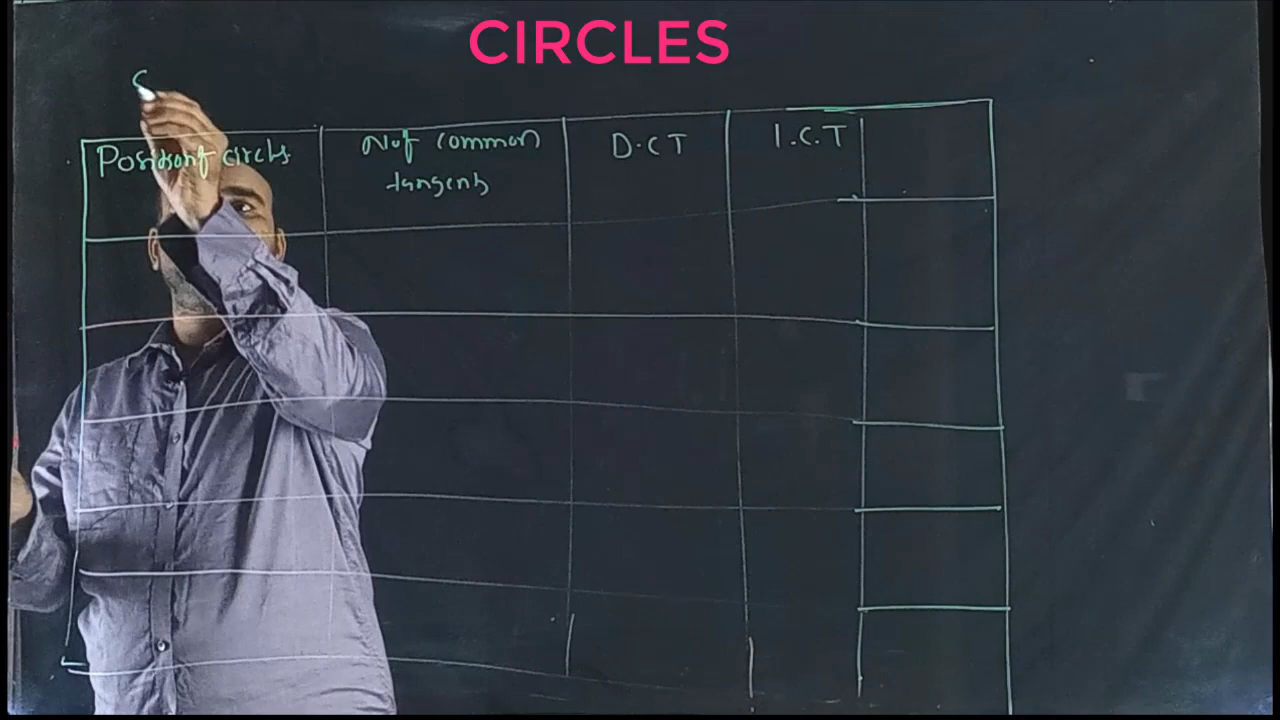 CIRCLES
Position of circles
No of common
tangents
D.C T
I.C.T